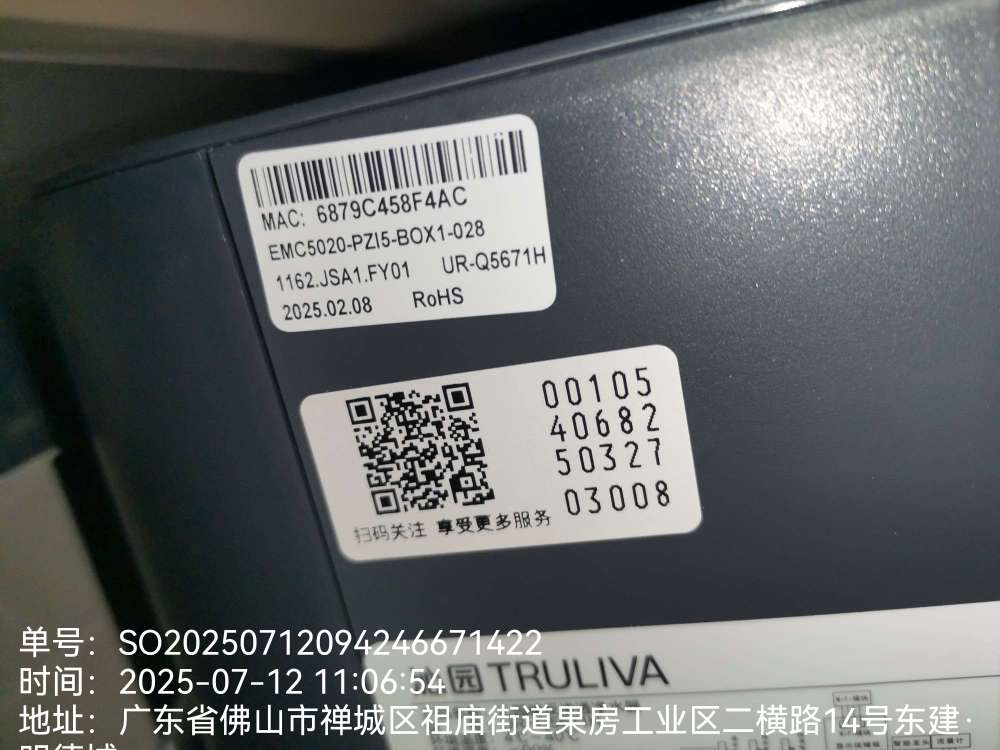 MAC: 6879C458F4AC
EMC5020-PZI5-BOX1-028
1162.JSA1.FY01 UR-Q5671H
2025.02.08 RoHS
00105
40682
50327
03008
扫码关注 享受更多服务
单号：SO20250712094246671422
时间：2025-07-12 11:06:54
地址：广东省佛山市禅城区祖庙街道果房工业区二横路14号东建·
园 TRULIVA